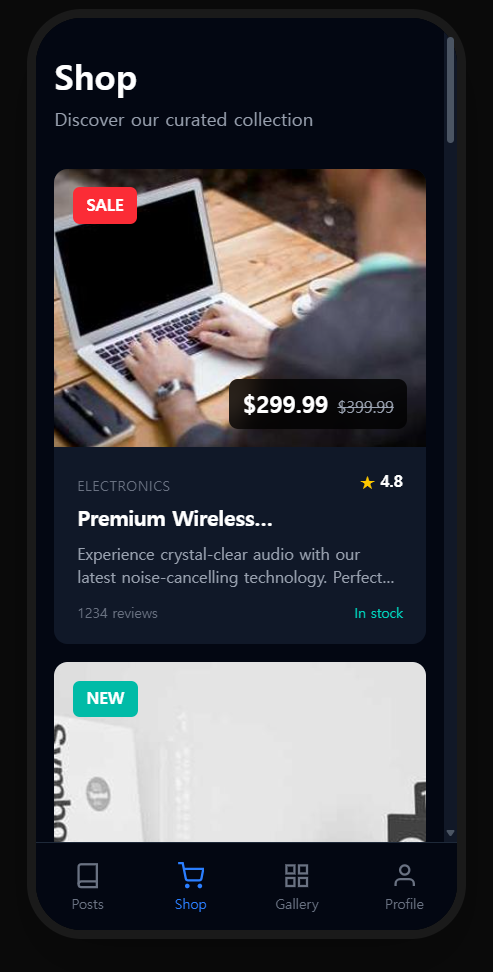 Shop
Discover our curated collection
SALE
$299.99 $399.99
ELECTRONICS
★ 4.8
Premium Wireless...
Experience crystal-clear audio with our
latest noise-cancelling technology. Perfect...
1234 reviews
In stock
NEW
Symbo
Posts
Shop
Gallery
Profile